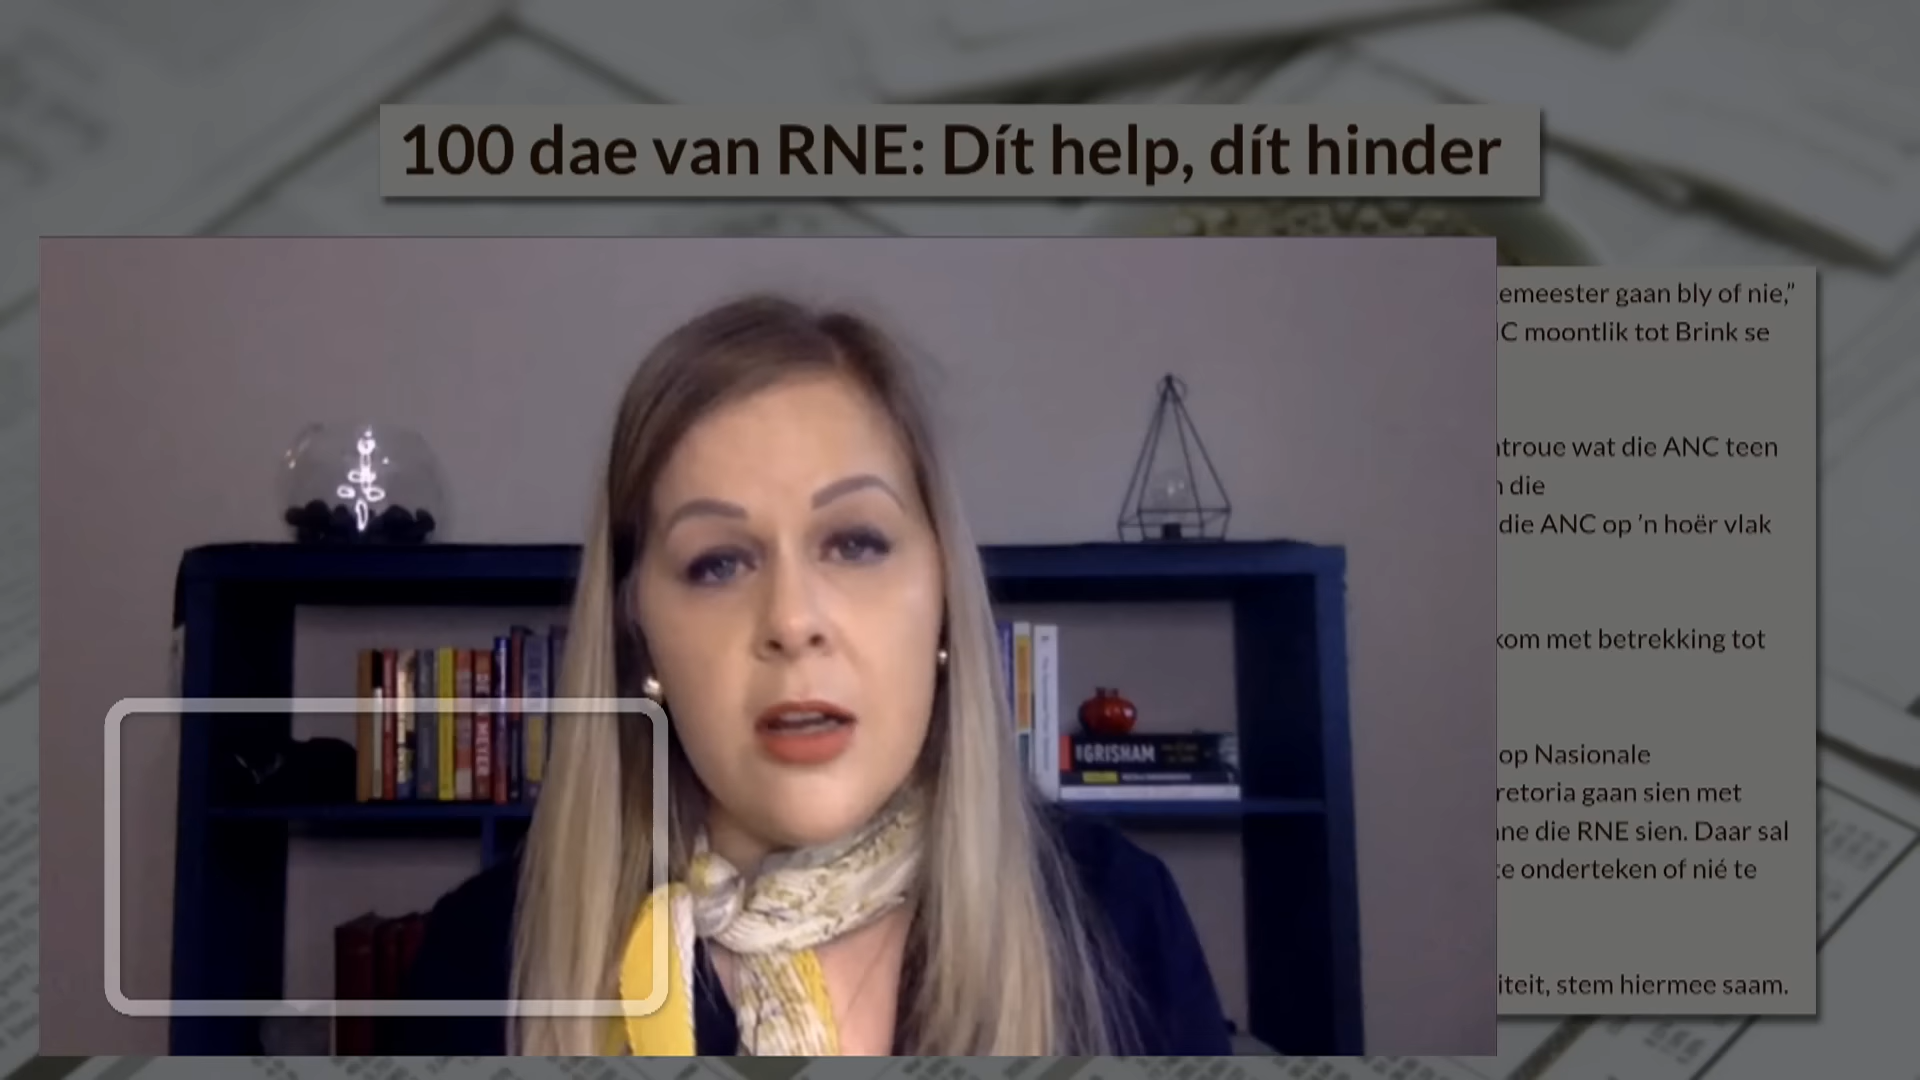 100 dae van RNE: Dít help, dít hinder
emeester gaan bly of nie,”
C moontlik tot Brink se
troue wat die ANC teen
die
die ANC op ’n hoër vlak
kom met betrekking tot
op Nasionale
retoria gaan sien met
ne die RNE sien. Daar sal
te onderteken of nié te
iteit, stem hiermee saam.
DE MEYER
GRISHAM